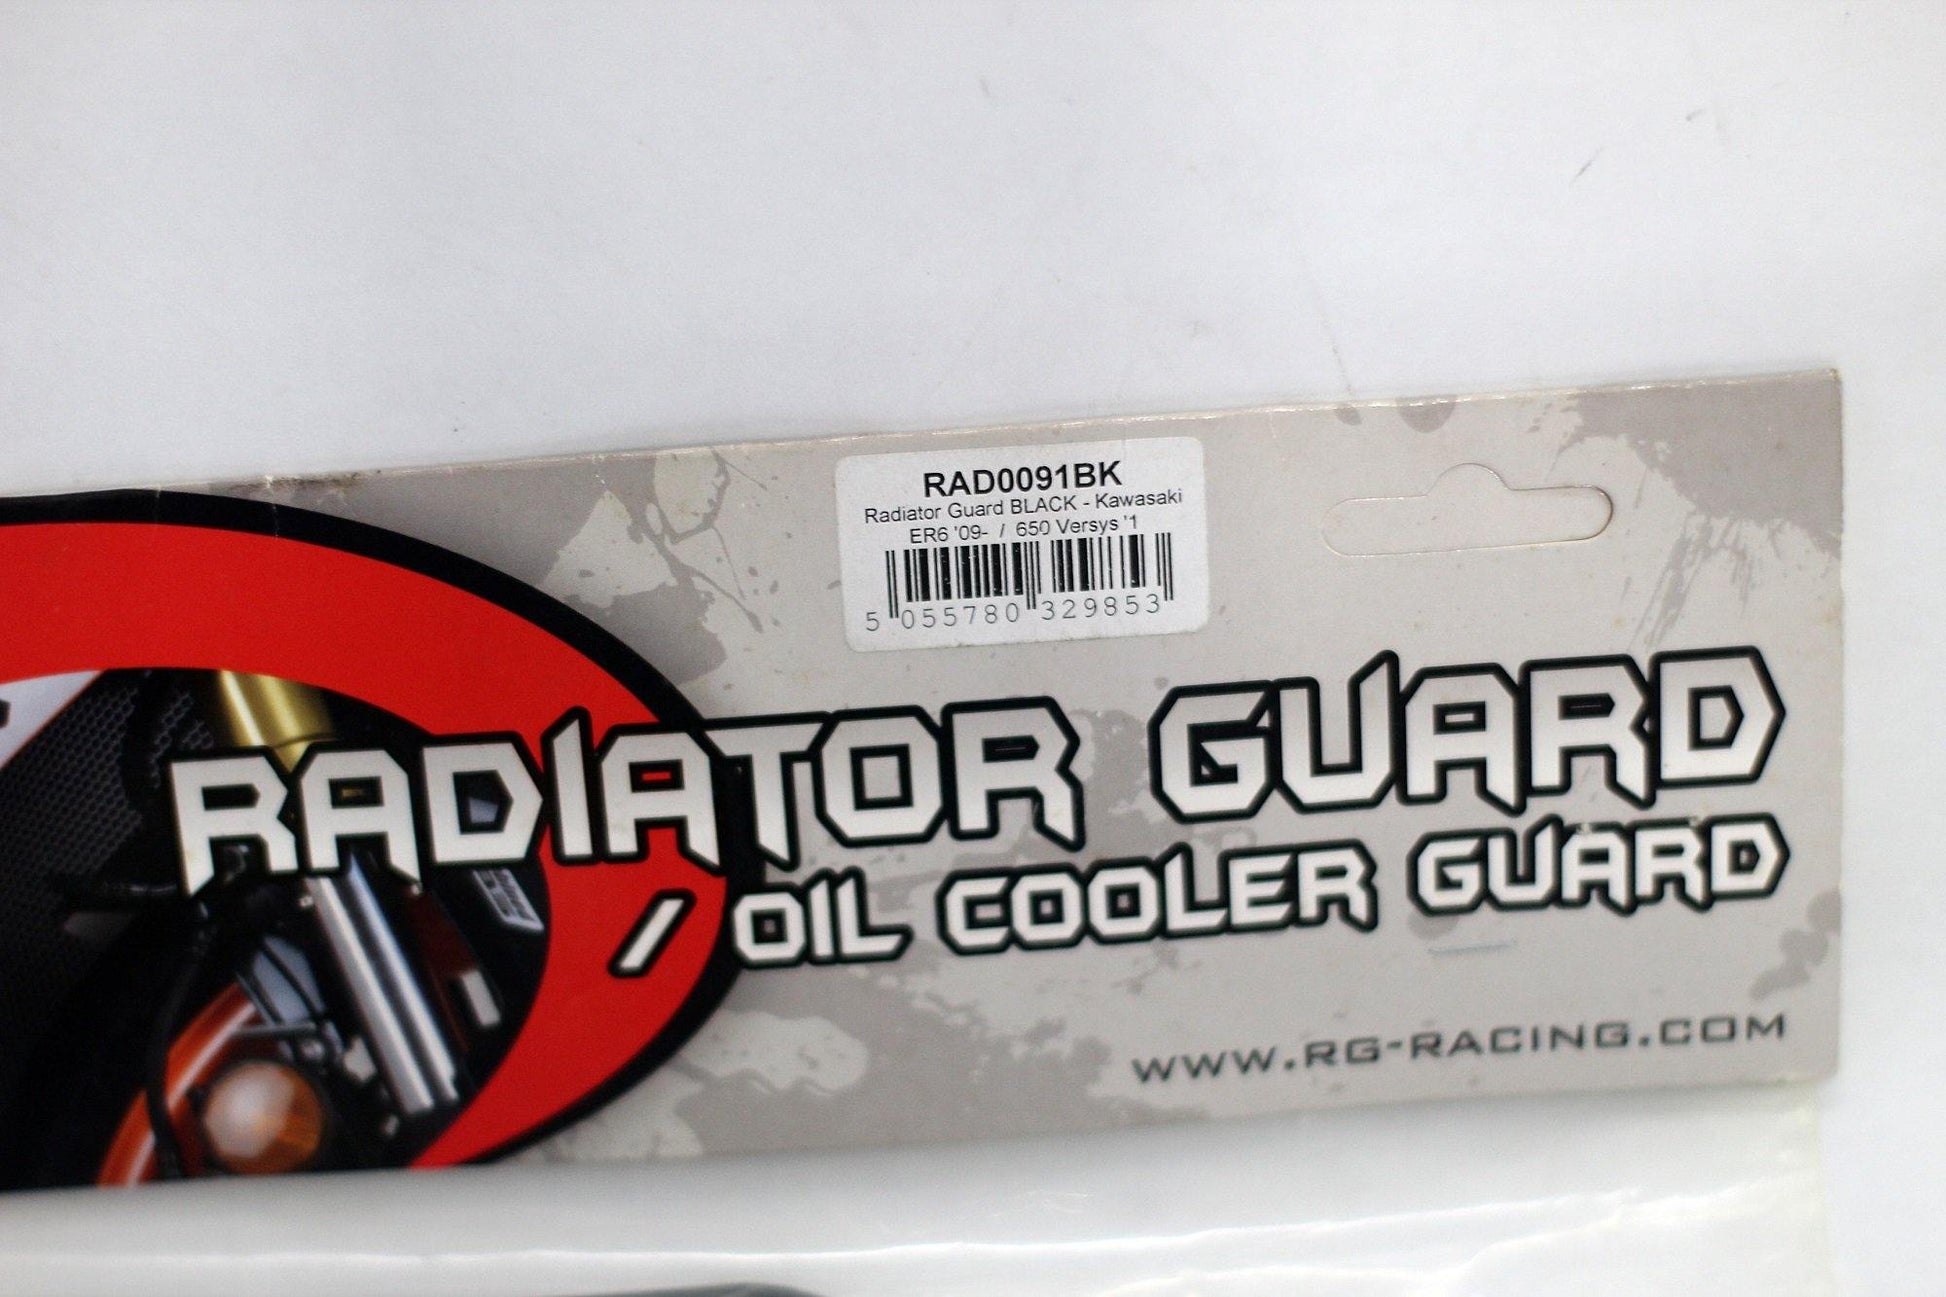 RAD0091BK
Radiator Guard BLACK - Kawasaki
ER6 '09- / 650 Versys '1
5 055780 329853
RADIATOR GUARD
/ OIL COOLER GUARD
WWW.RG-RACING.COM